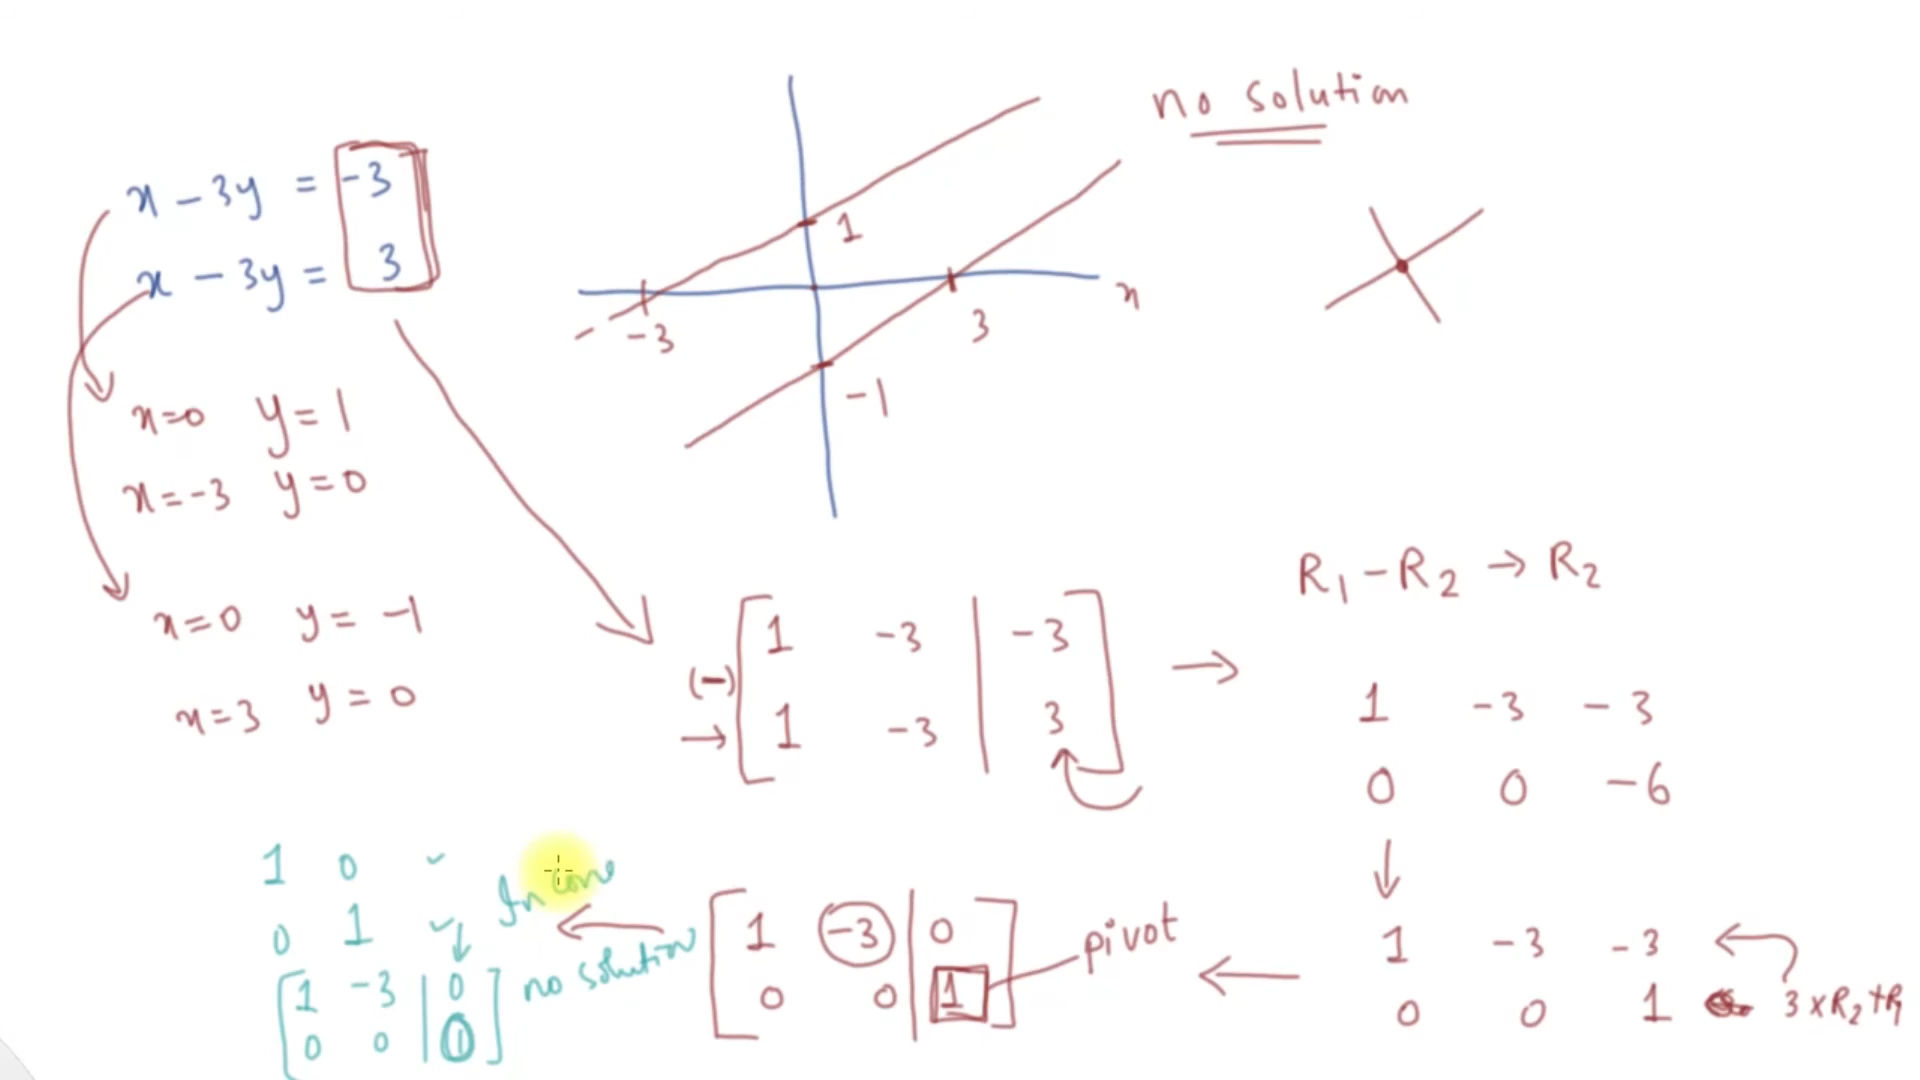 x - 3y = -3
x - 3y = 3
x=0 y=1
x=-3 y=0
x=0 y=-1
x=3 y=0
no solution
1
-3
3
x
-1
(-)
1 -3 | -3
→ 1 -3 | 3
→
R1 - R2 → R2
1 -3 -3
0 0 -6
↓
1 -3 -3 ←
0 0 1 3×R2+R1
←
1 -3 | 0
0 0 | 1
pivot
←
no solution
1 0 ✓
0 1 ✓
↓
1 -3 | 0
0 0 | 1